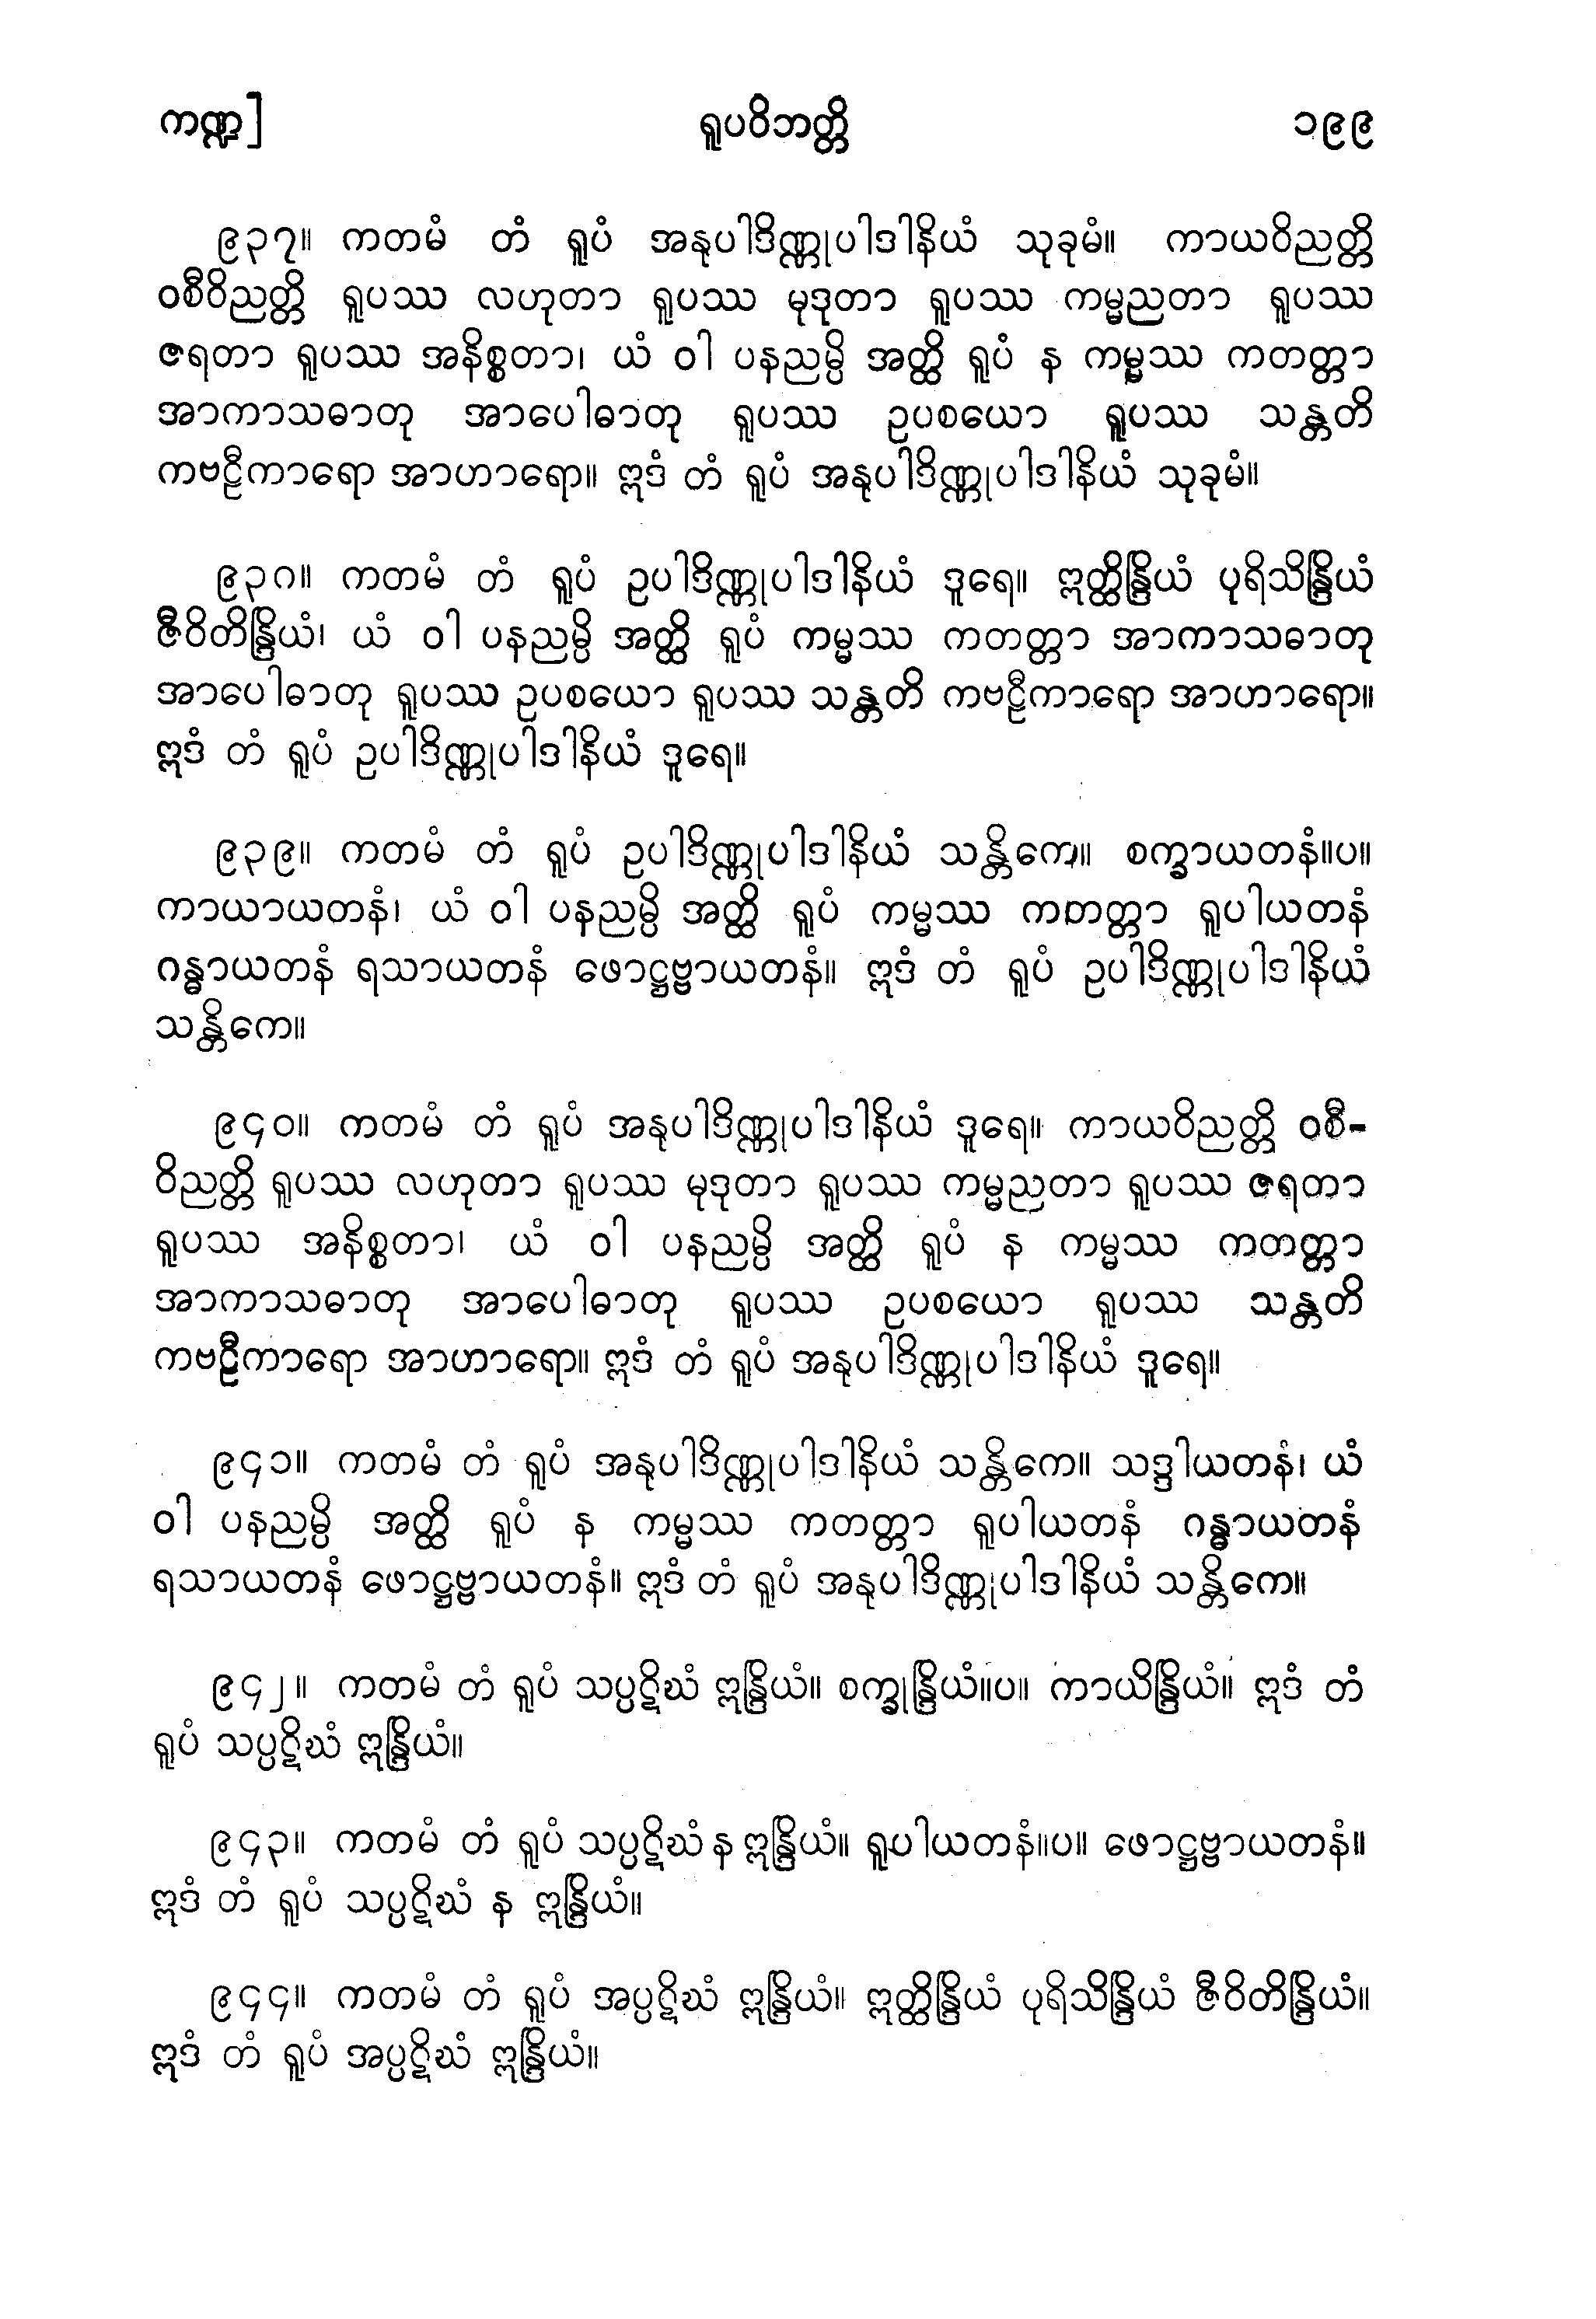 ကဏ္ဍ] ရူပဝိဘတ္တိ ၁၉၉
၉၃၇။ ကတမံ တံ ရူပံ အနုပါဒိဏ္ဏုပါဒါနိယံ သုခုမံ။ ကာယဝိညတ္တိ
ဝစီဝိညတ္တိ ရူပဿ လဟုတာ ရူပဿ မုဒုတာ ရူပဿ ကမ္မညတာ ရူပဿ
ဇရတာ ရူပဿ အနိစ္စတာ၊ ယံ ဝါ ပနညမ္ပိ အတ္ထိ ရူပံ န ကမ္မဿ ကတတ္တာ
အာကာသဓာတု အာပေါဓာတု ရူပဿ ဥပစယော ရူပဿ သန္တတိ
ကဗဠီကာရော အာဟာရော။ ဣဒံ တံ ရူပံ အနုပါဒိဏ္ဏုပါဒါနိယံ သုခုမံ။
၉၃၈။ ကတမံ တံ ရူပံ ဥပါဒိဏ္ဏုပါဒါနိယံ ဒူရေ။ ဣတ္ထိန္ဒြိယံ ပုရိသိန္ဒြိယံ
ဇီဝိတိန္ဒြိယံ၊ ယံ ဝါ ပနညမ္ပိ အတ္ထိ ရူပံ ကမ္မဿ ကတတ္တာ အာကာသဓာတု
အာပေါဓာတု ရူပဿ ဥပစယော ရူပဿ သန္တတိ ကဗဠီကာရော အာဟာရော။
ဣဒံ တံ ရူပံ ဥပါဒိဏ္ဏုပါဒါနိယံ ဒူရေ။
၉၃၉။ ကတမံ တံ ရူပံ ဥပါဒိဏ္ဏုပါဒါနိယံ သန္တိကေ။ စက္ခာယတနံ။ပ။
ကာယာယတနံ၊ ယံ ဝါ ပနညမ္ပိ အတ္ထိ ရူပံ ကမ္မဿ ကတတ္တာ ရူပါယတနံ
ဂန္ဓာယတနံ ရသာယတနံ ဖောဋ္ဌဗ္ဗာယတနံ။ ဣဒံ တံ ရူပံ ဥပါဒိဏ္ဏုပါဒါနိယံ
သန္တိကေ။
၉၄၀။ ကတမံ တံ ရူပံ အနုပါဒိဏ္ဏုပါဒါနိယံ ဒူရေ။ ကာယဝိညတ္တိ ဝစီ-
ဝိညတ္တိ ရူပဿ လဟုတာ ရူပဿ မုဒုတာ ရူပဿ ကမ္မညတာ ရူပဿ ဇရတာ
ရူပဿ အနိစ္စတာ၊ ယံ ဝါ ပနညမ္ပိ အတ္ထိ ရူပံ န ကမ္မဿ ကတတ္တာ
အာကာသဓာတု အာပေါဓာတု ရူပဿ ဥပစယော ရူပဿ သန္တတိ
ကဗဠီကာရော အာဟာရော။ ဣဒံ တံ ရူပံ အနုပါဒိဏ္ဏုပါဒါနိယံ ဒူရေ။
၉၄၁။ ကတမံ တံ ရူပံ အနုပါဒိဏ္ဏုပါဒါနိယံ သန္တိကေ။ သဒ္ဒါယတနံ၊ ယံ
ဝါ ပနညမ္ပိ အတ္ထိ ရူပံ န ကမ္မဿ ကတတ္တာ ရူပါယတနံ ဂန္ဓာယတနံ
ရသာယတနံ ဖောဋ္ဌဗ္ဗာယတနံ။ ဣဒံ တံ ရူပံ အနုပါဒိဏ္ဏုပါဒါနိယံ သန္တိကေ။
၉၄၂။ ကတမံ တံ ရူပံ သပ္ပဋိဃံ ဣန္ဒြိယံ။ စက္ခုန္ဒြိယံ။ပ။ ကာယိန္ဒြိယံ။ ဣဒံ တံ
ရူပံ သပ္ပဋိဃံ ဣန္ဒြိယံ။
၉၄၃။ ကတမံ တံ ရူပံ သပ္ပဋိဃံ န ဣန္ဒြိယံ။ ရူပါယတနံ။ပ။ ဖောဋ္ဌဗ္ဗာယတနံ။
ဣဒံ တံ ရူပံ သပ္ပဋိဃံ န ဣန္ဒြိယံ။
၉၄၄။ ကတမံ တံ ရူပံ အပ္ပဋိဃံ ဣန္ဒြိယံ။ ဣတ္ထိန္ဒြိယံ ပုရိသိန္ဒြိယံ ဇီဝိတိန္ဒြိယံ။
ဣဒံ တံ ရူပံ အပ္ပဋိဃံ ဣန္ဒြိယံ။